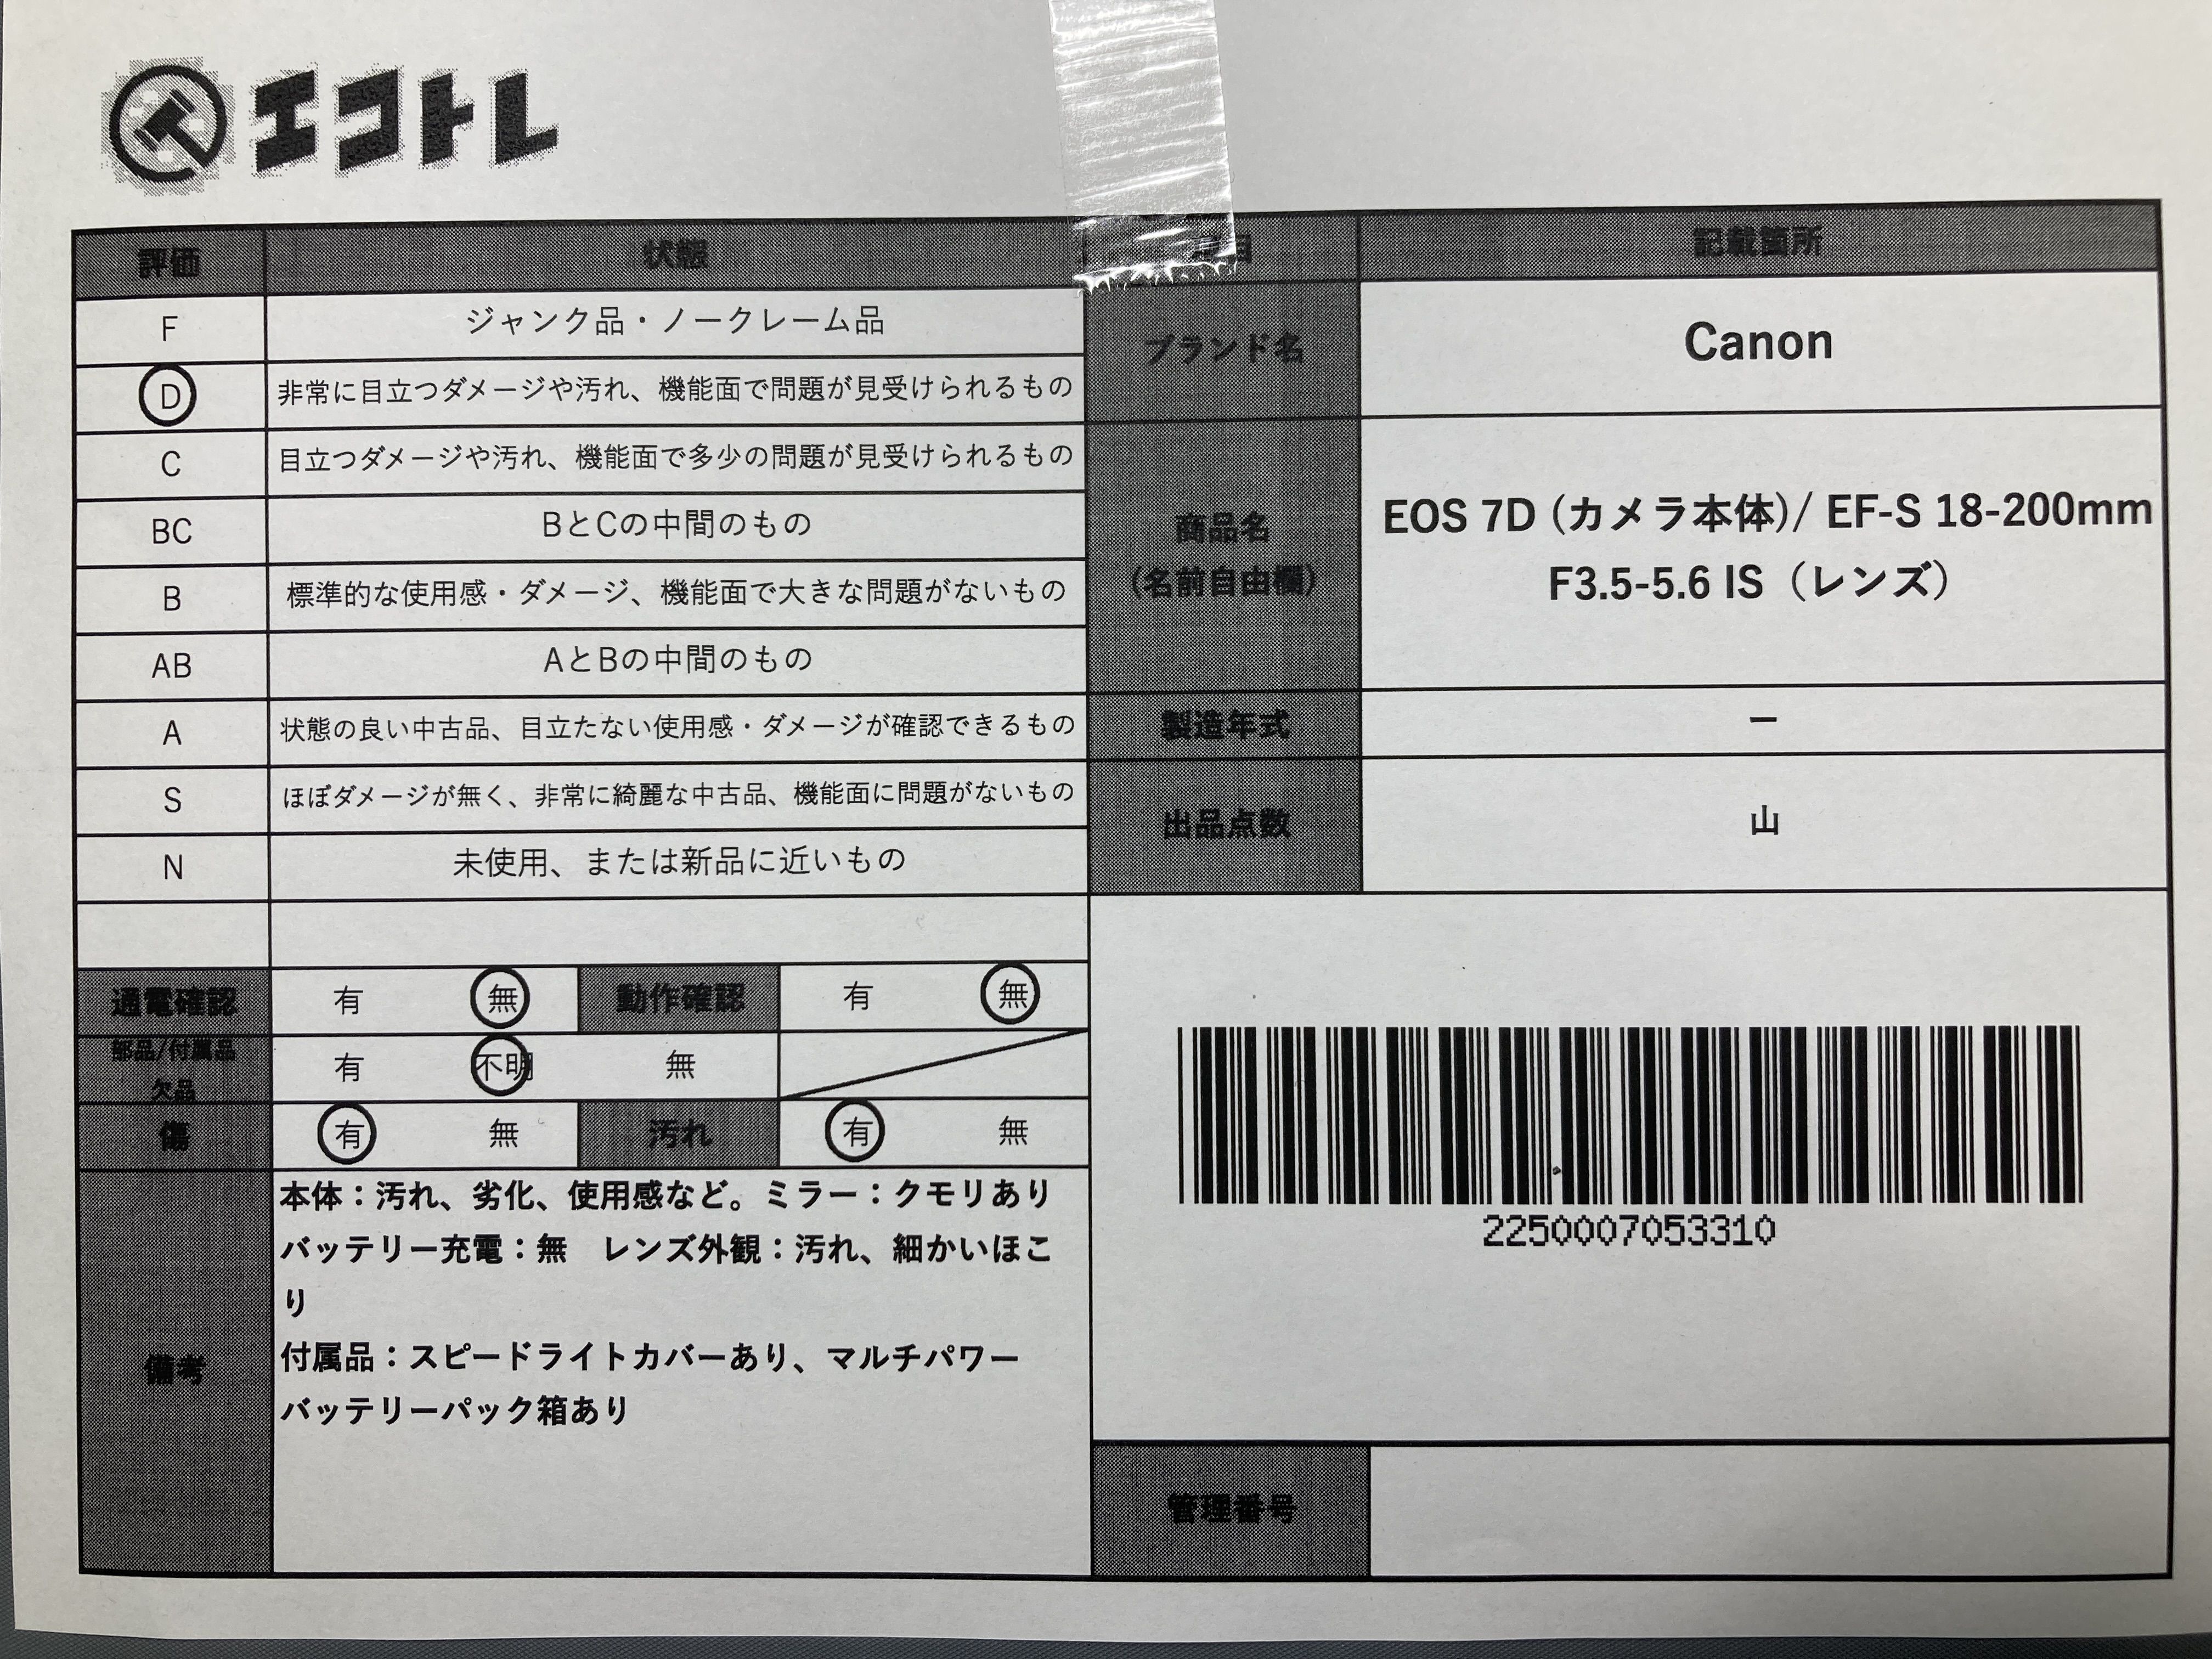 エコトレ
評価 状態
F ジャンク品・ノークレーム品
D 非常に目立つダメージや汚れ、機能面で問題が見受けられるもの
C 目立つダメージや汚れ、機能面で多少の問題が見受けられるもの
BC BとCの中間のもの
B 標準的な使用感・ダメージ、機能面で大きな問題がないもの
AB AとBの中間のもの
A 状態の良い中古品、目立たない使用感・ダメージが確認できるもの
S ほぼダメージが無く、非常に綺麗な中古品、機能面に問題がないもの
N 未使用、または新品に近いもの
通電確認 有 無 動作確認 有 無
部品/付属品
欠品
有 不明 無
傷 有 無 汚れ 有 無
備考
本体：汚れ、劣化、使用感など。ミラー：クモリあり
バッテリー充電：無　レンズ外観：汚れ、細かいほこ
り
付属品：スピードライトカバーあり、マルチパワー
バッテリーパック箱あり
項目 記載箇所
ブランド名 Canon
商品名
(名前自由欄)
EOS 7D (カメラ本体)/ EF-S 18-200mm
F3.5-5.6 IS（レンズ）
製造年式 ー
出品点数 山
2250007053310
管理番号